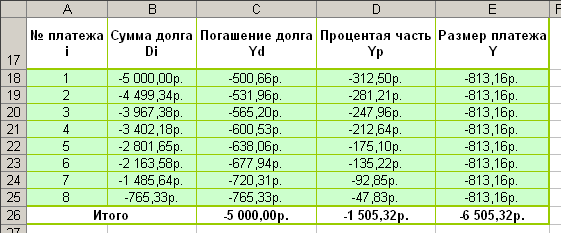 A B C D E F
17 № платежа Сумма долга Погашение долга Процентая часть Размер платежа
i Di Yd Yp Y
18 1 -5 000,00р. -500,66р. -312,50р. -813,16р.
19 2 -4 499,34р. -531,96р. -281,21р. -813,16р.
20 3 -3 967,38р. -565,20р. -247,96р. -813,16р.
21 4 -3 402,18р. -600,53р. -212,64р. -813,16р.
22 5 -2 801,65р. -638,06р. -175,10р. -813,16р.
23 6 -2 163,58р. -677,94р. -135,22р. -813,16р.
24 7 -1 485,64р. -720,31р. -92,85р. -813,16р.
25 8 -765,33р. -765,33р. -47,83р. -813,16р.
26 Итого -5 000,00р. -1 505,32р. -6 505,32р.